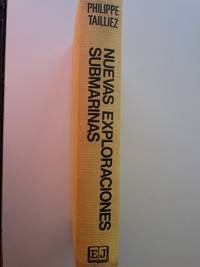 PHILIPPE
TAILLIEZ
NUEVAS EXPLORACIONES
SUBMARINAS
EJ